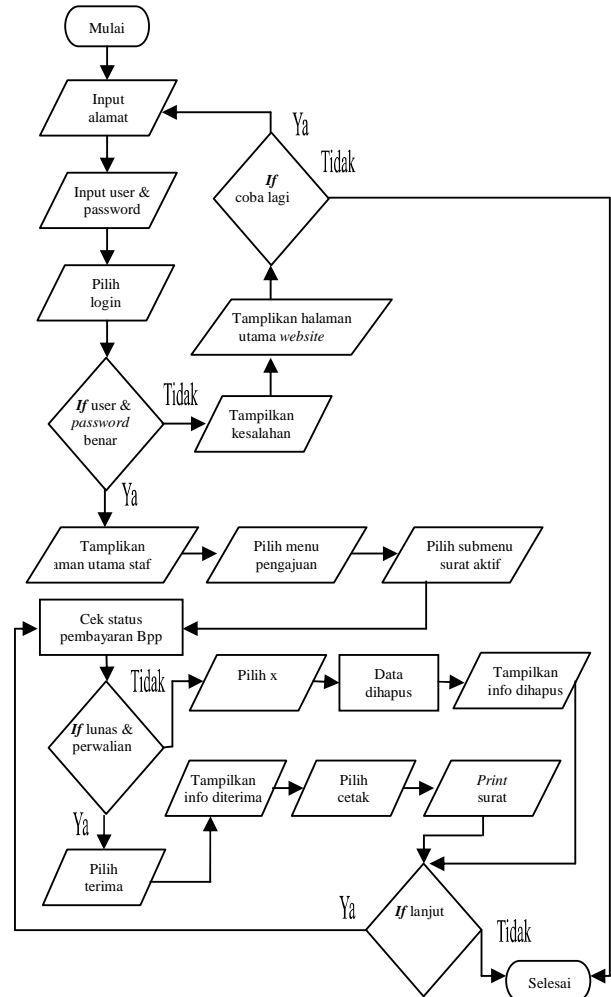 Mulai
Input
alamat
Ya
Tidak
If
coba lagi
Input user &
password
Pilih
login
Tamplikan halaman
utama website
If user &
password
benar
Tidak
Tampilkan
kesalahan
Ya
Tamplikan
aman utama staf
Pilih menu
pengajuan
Pilih submenu
surat aktif
Cek status
pembayaran Bpp
Tidak
Pilih x
Data
dihapus
Tampilkan
info dihapus
If lunas &
perwalian
Tampilkan
info diterima
Pilih
cetak
Print
surat
Ya
Pilih
terima
Ya
If lanjut
Tidak
Selesai